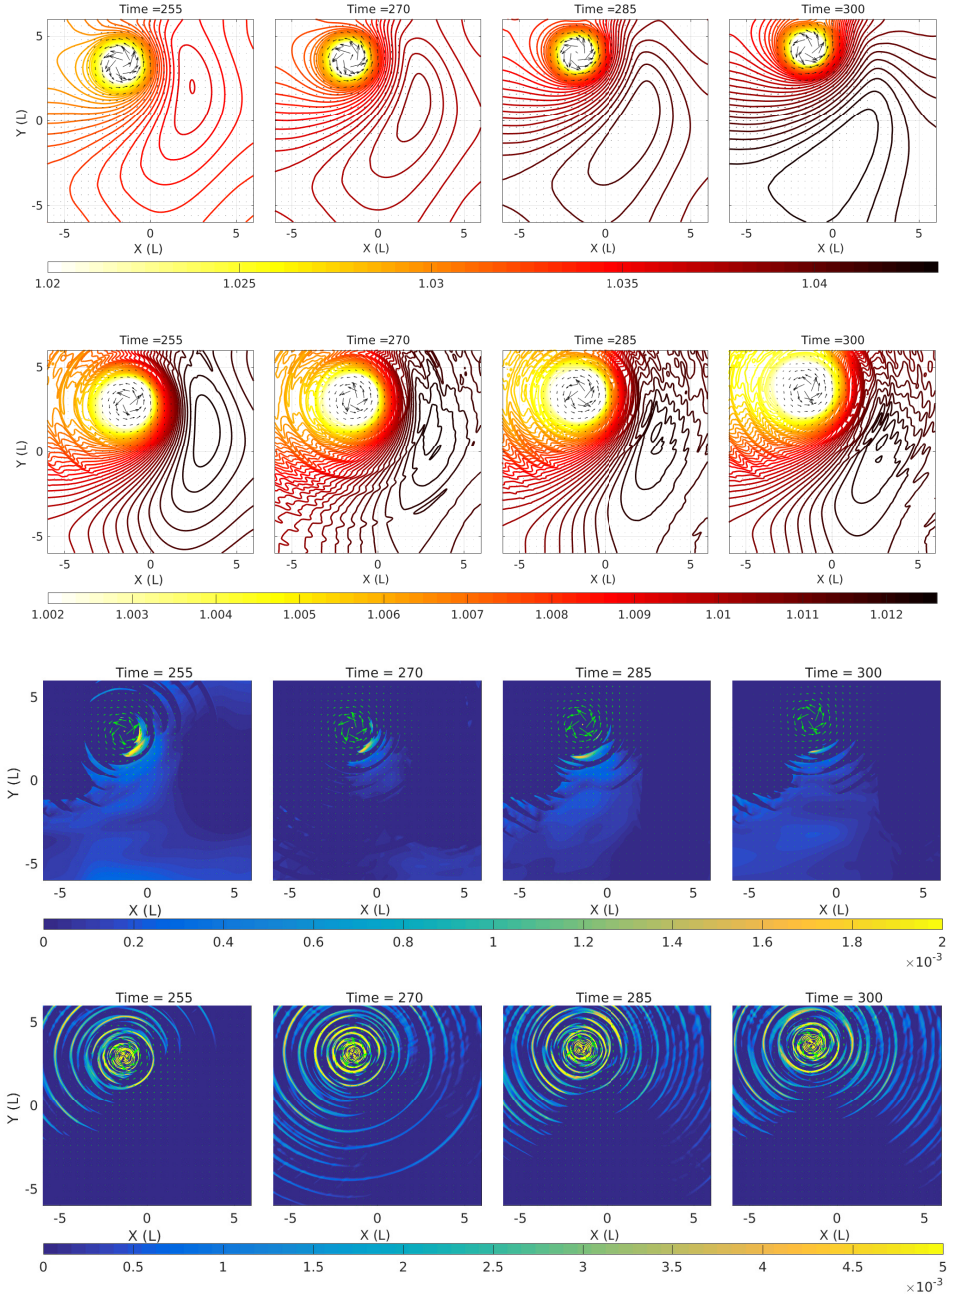 Time =255 Time =270 Time =285 Time =300
5
0
-5
Y (L)
-5 0 5 -5 0 5 -5 0 5 -5 0 5
X (L) X (L) X (L) X (L)
1.02 1.025 1.03 1.035 1.04
Time =255 Time =270 Time =285 Time =300
5
0
-5
Y (L)
-5 0 5 -5 0 5 -5 0 5 -5 0 5
X (L) X (L) X (L) X (L)
1.002 1.003 1.004 1.005 1.006 1.007 1.008 1.009 1.01 1.011 1.012
Time = 255 Time = 270 Time = 285 Time = 300
5
0
-5
Y (L)
-5 0 5 -5 0 5 -5 0 5 -5 0 5
X (L) X (L) X (L) X (L)
0 0.2 0.4 0.6 0.8 1 1.2 1.4 1.6 1.8 2
×10⁻³
Time = 255 Time = 270 Time = 285 Time = 300
5
0
-5
Y (L)
-5 0 5 -5 0 5 -5 0 5 -5 0 5
X (L) X (L) X (L) X (L)
0 0.5 1 1.5 2 2.5 3 3.5 4 4.5 5
×10⁻³